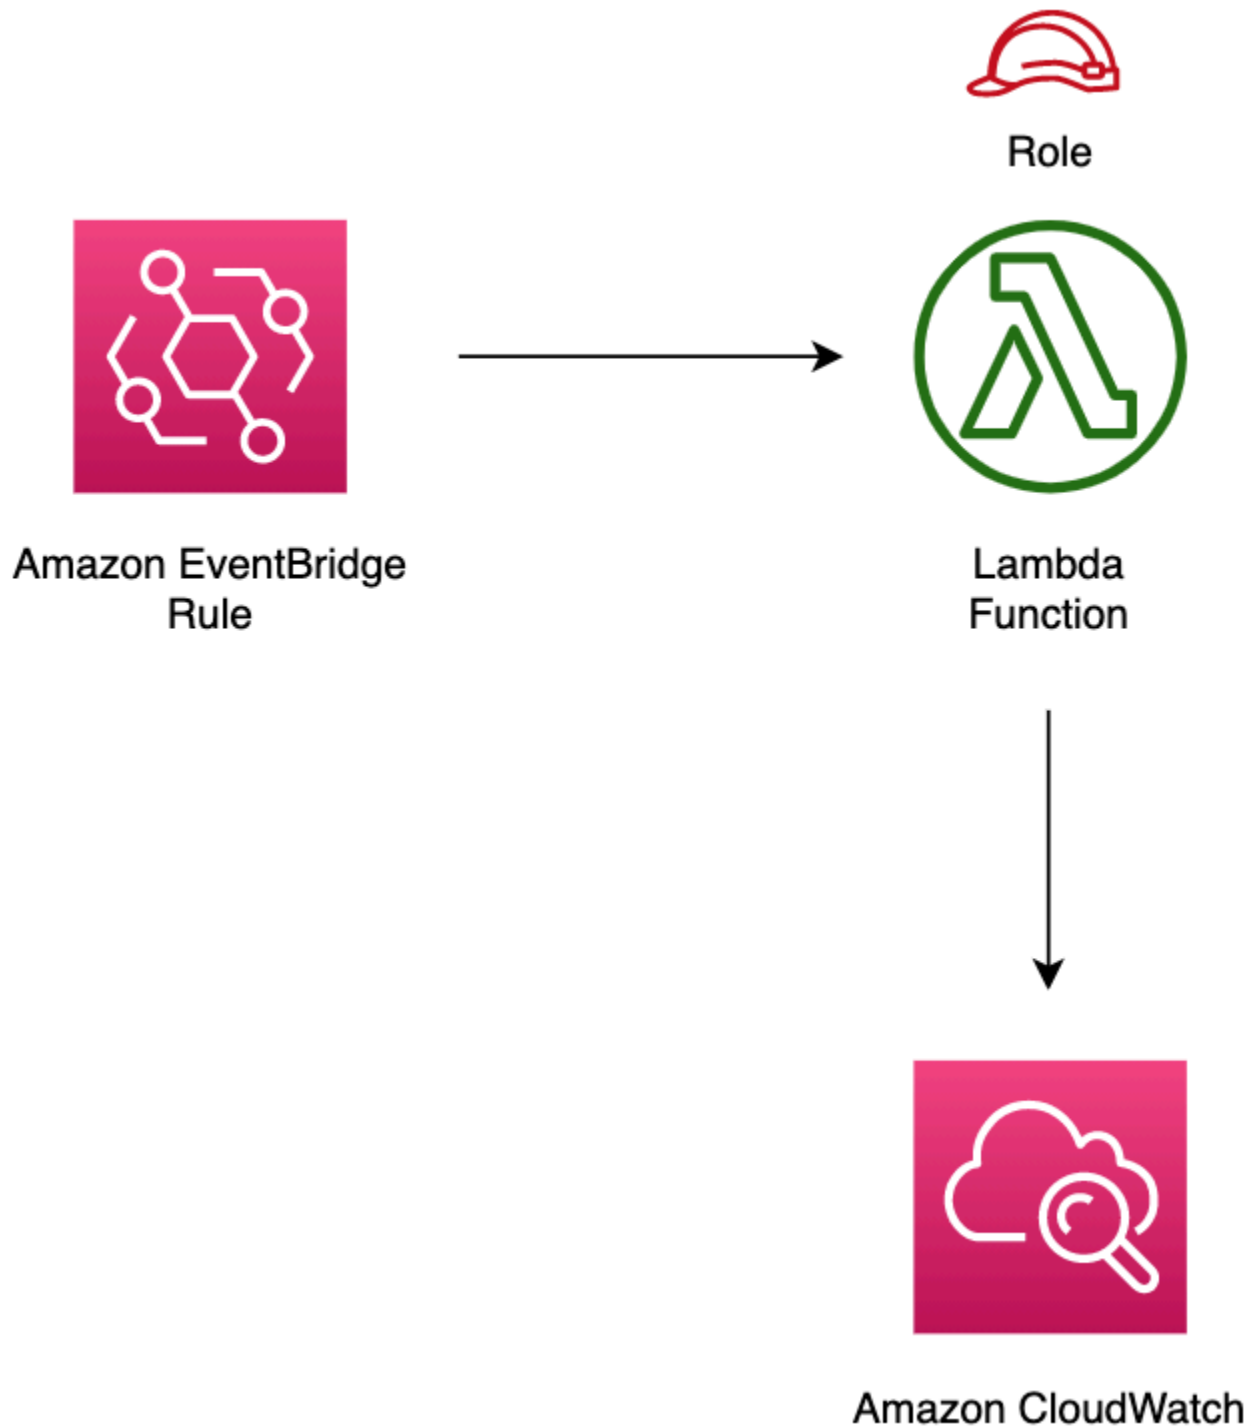 Role
Amazon EventBridge
Rule
Lambda
Function
Amazon CloudWatch